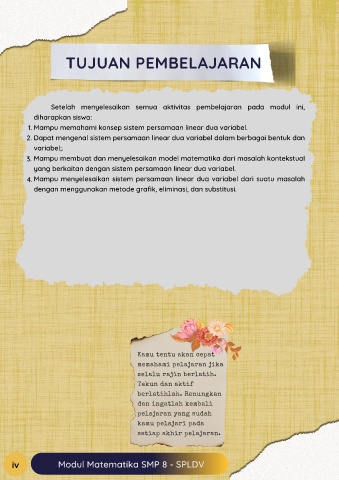 TUJUAN PEMBELAJARAN
Setelah menyelesaikan semua aktivitas pembelajaran pada modul ini,
diharapkan siswa:
1. Mampu memahami konsep sistem persamaan linear dua variabel.
2. Dapat mengenal sistem persamaan linear dua variabel dalam berbagai bentuk dan
variabel;.
3. Mampu membuat dan menyelesaikan model matematika dari masalah kontekstual
yang berkaitan dengan sistem persamaan linear dua variabel.
4. Mampu menyelesaikan sistem persamaan linear dua variabel dari suatu masalah
dengan menggunakan metode grafik, eliminasi, dan substitusi.
Kamu tentu akan cepat
memahami pelajaran jika
selalu rajin berlatih.
Tekun dan aktif
berlatihlah. Renungkan
dan ingatlah kembali
pelajaran yang sudah
kamu pelajari pada
setiap akhir pelajaran.
iv
Modul Matematika SMP 8 - SPLDV